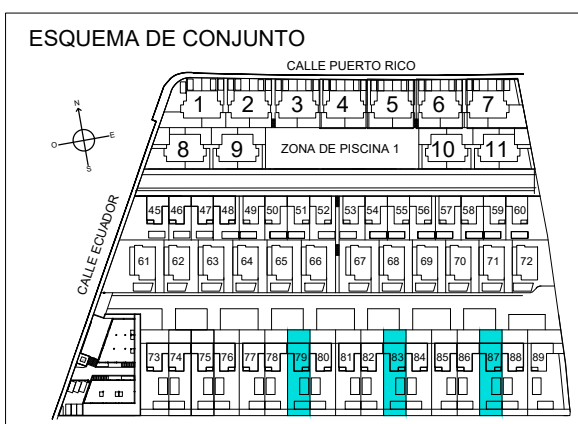 ESQUEMA DE CONJUNTO
CALLE PUERTO RICO
1 2 3 4 5 6 7
N
O E
S
8 9 ZONA DE PISCINA 1 10 11
CALLE ECUADOR
45 46 47 48 49 50 51 52 53 54 55 56 57 58 59 60
61 62 63 64 65 66 67 68 69 70 71 72
73 74 75 76 77 78 79 80 81 82 83 84 85 86 87 88 89